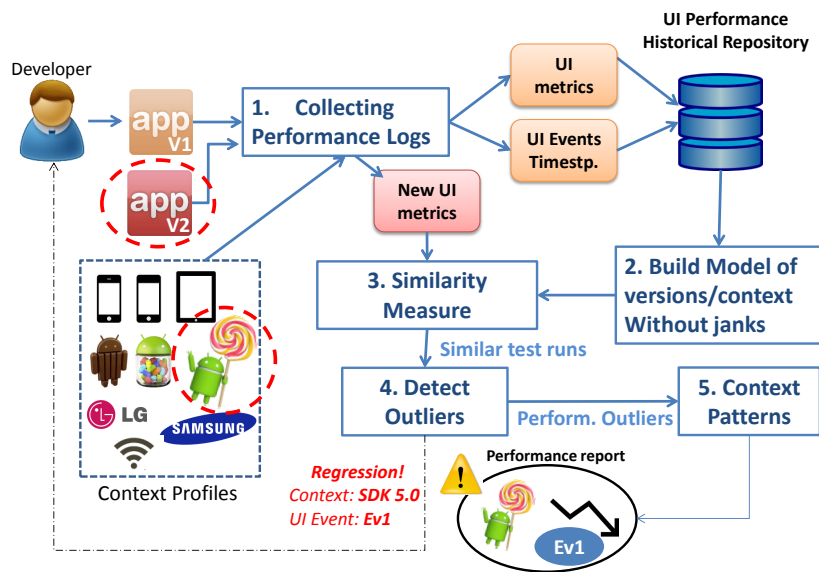 UI Performance
Historical Repository
Developer
app
V1
1. Collecting
Performance Logs
UI
metrics
UI Events
Timestp.
app
V2
New UI
metrics
3. Similarity
Measure
2. Build Model of
versions/context
Without janks
Similar test runs
4. Detect
Outliers
Perform. Outliers
5. Context
Patterns
LG
LG
SAMSUNG
Context Profiles
Regression!
Context: SDK 5.0
UI Event: Ev1
Performance report
!
Ev1